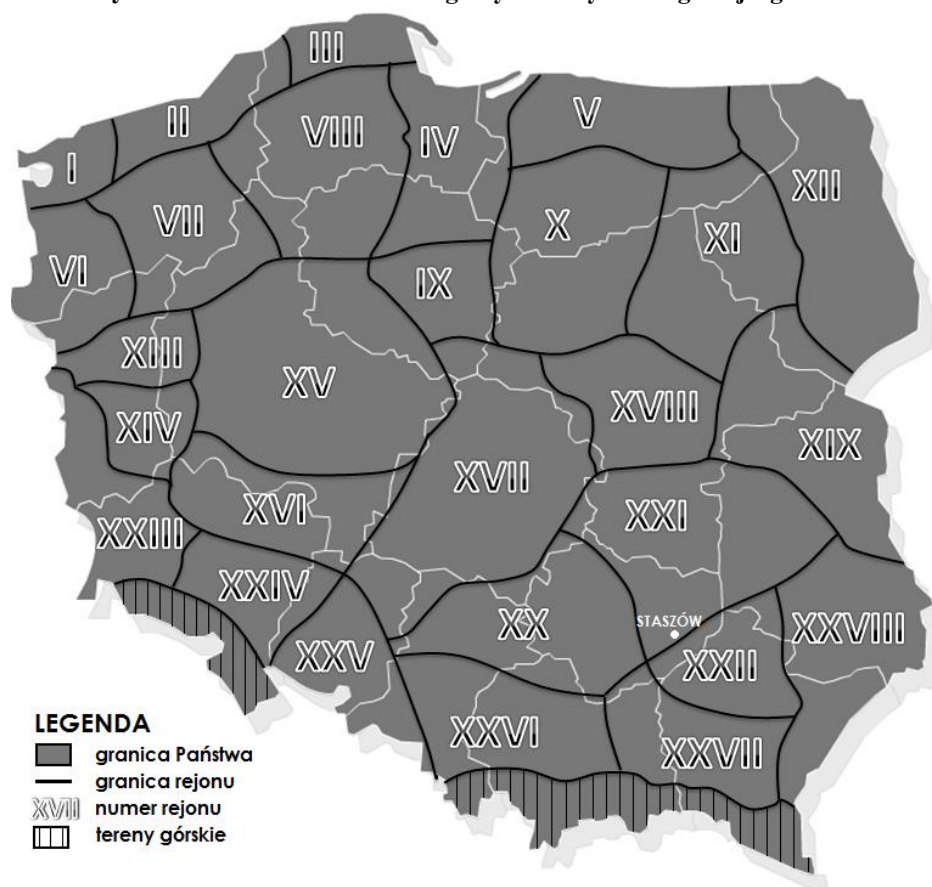 III
II
VIII
IV
V
I
XII
VII
X
XI
VI
IX
XIII
XV
XIV
XVIII
XIX
XVII
XVI
XXI
XXIII
XXIV
XX
STASZÓW
XXVIII
XXV
XXII
XXVI
XXVII
LEGENDA
granica Państwa
granica rejonu
XVII numer rejonu
tereny górskie